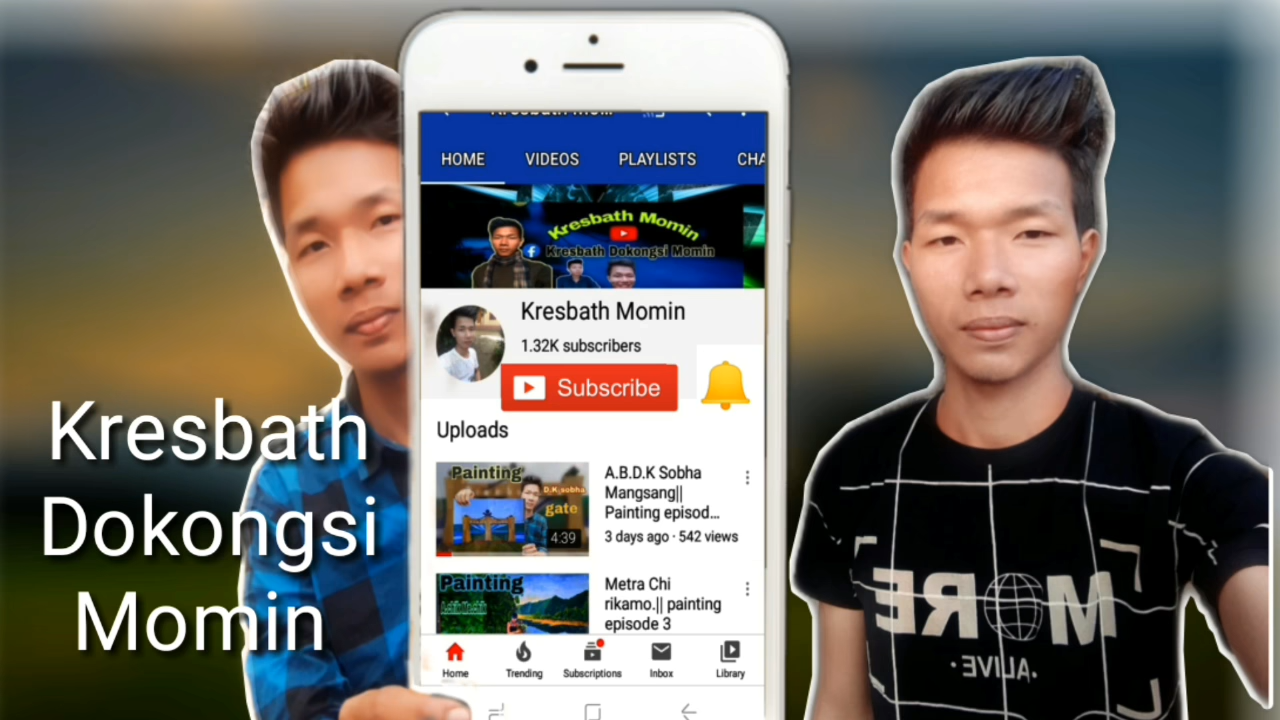 Kresbath
Dokongsi
Momin
HOME VIDEOS PLAYLISTS CHA
Kresbath Momin
Kresbath Dokongsi Momin
Kresbath Momin
1.32K subscribers
Subscribe
Uploads
Painting
D.K sobha
gate
4:39
A.B.D.K Sobha
Mangsang||
Painting episod...
3 days ago · 542 views
Painting
Metra Chi
rikamo.|| painting
episode 3
Home Trending Subscriptions Inbox Library
MORE
·ALIVE·